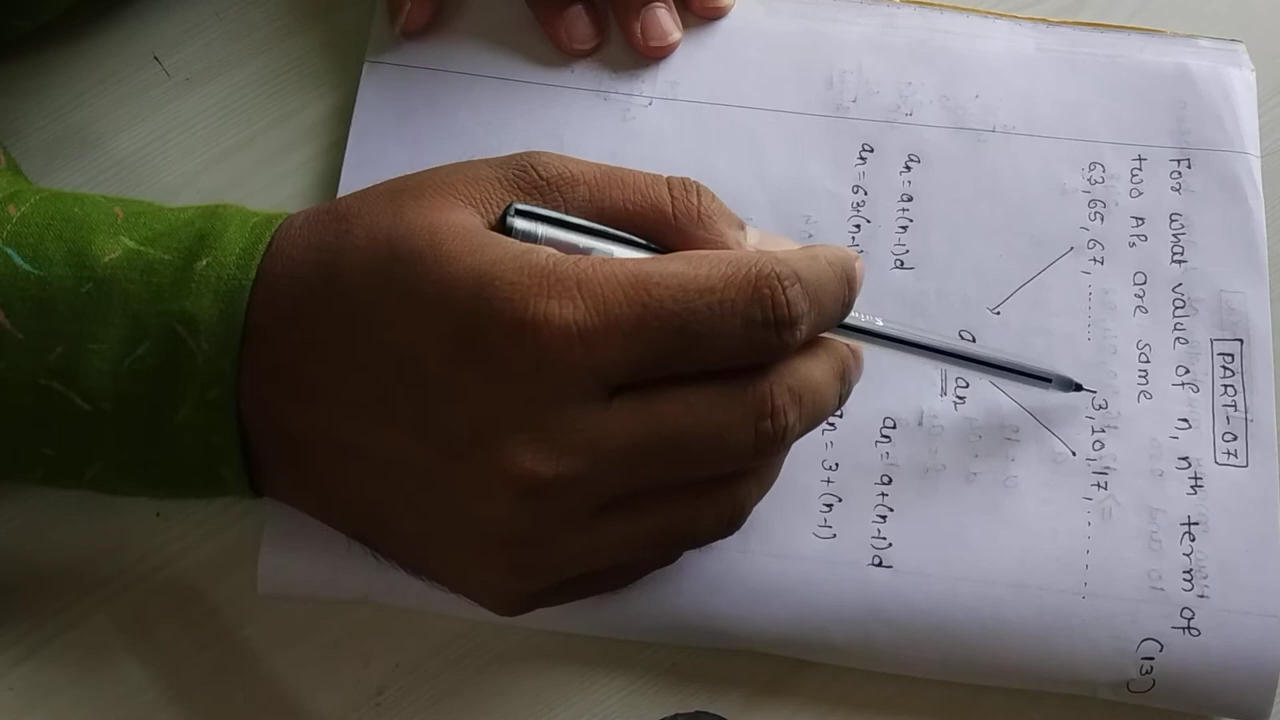 PART-07
For what value of n, nth term of
two APs are same (13)
63, 65, 67, ......... , 3, 10, 17, .......
an
an = a+(n-1)d an = a+(n-1)d
an = 63+(n-1) an = 3+(n-1)